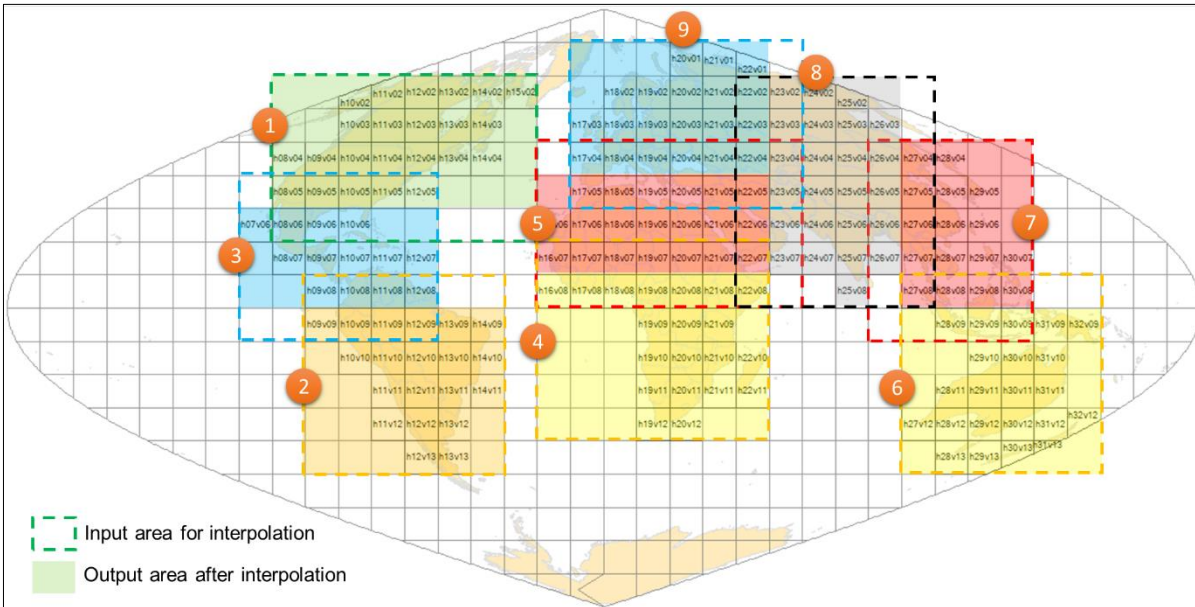 9
h20v01 h21v01 h22v01
8
h10v02 h11v02 h12v02 h13v02 h14v02 h15v02 h18v02 h19v02 h20v02 h21v02 h22v02 h23v02 h24v02 h25v02
1
h10v03 h11v03 h12v03 h13v03 h14v03 h17v03 h18v03 h19v03 h20v03 h21v03 h22v03 h23v03 h24v03 h25v03 h26v03
h08v04 h09v04 h10v04 h11v04 h12v04 h13v04 h14v04 h17v04 h18v04 h19v04 h20v04 h21v04 h22v04 h23v04 h24v04 h25v04 h26v04 h27v04 h28v04
h08v05 h09v05 h10v05 h11v05 h12v05 h17v05 h18v05 h19v05 h20v05 h21v05 h22v05 h23v05 h24v05 h25v05 h26v05 h27v05 h28v05 h29v05
h07v06 h08v06 h09v06 h10v06 5 h17v06 h18v06 h19v06 h20v06 h21v06 h22v06 h23v06 h24v06 h25v06 h26v06 h27v06 h28v06 h29v06 7
3 h08v07 h09v07 h10v07 h11v07 h12v07 h16v07 h17v07 h18v07 h19v07 h20v07 h21v07 h22v07 h23v07 h24v07 h25v07 h26v07 h27v07 h28v07 h29v07 h30v07
h09v08 h10v08 h11v08 h12v08 h16v08 h17v08 h18v08 h19v08 h20v08 h21v08 h22v08 h25v08 h27v08 h28v08 h29v08 h30v08
h09v09 h10v09 h11v09 h12v09 h13v09 h14v09 h19v09 h20v09 h21v09 h28v09 h29v09 h30v09 h31v09 h32v09
4
h10v10 h11v10 h12v10 h13v10 h14v10 h19v10 h20v10 h21v10 h22v10 h29v10 h30v10 h31v10
2 h11v11 h12v11 h13v11 h14v11 h19v11 h20v11 h21v11 h22v11 6 h28v11 h29v11 h30v11 h31v11
h11v12 h12v12 h13v12 h19v12 h20v12 h27v12 h28v12 h29v12 h30v12 h31v12 h32v12
h12v13 h13v13 h28v13 h29v13 h30v13 h31v13
Input area for interpolation
Output area after interpolation